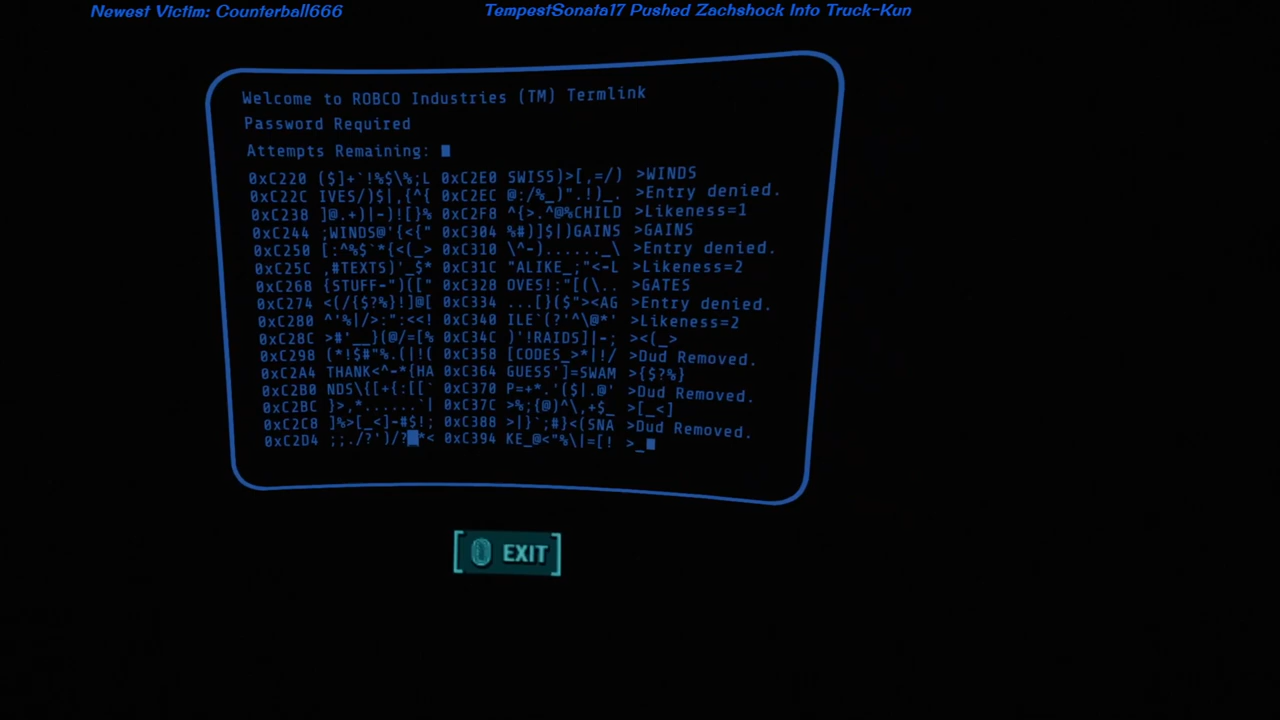 Newest Victim: Counterball666
TempestSonata17 Pushed Zachshock Into Truck-Kun
Welcome to ROBCO Industries (TM) Termlink
Password Required
Attempts Remaining: ■
0xC220 ($]+`!%$\%;L 0xC2E0 SWISS)>[,=/) >WINDS
0xC22C IVES/)$|,{^{ 0xC2EC @:/%_)".!)_. >Entry denied.
0xC238 ]@.+)|-)![}% 0xC2F8 ^{>.^@%CHILD >Likeness=1
0xC244 ;WINDS@'{<{" 0xC304 %#)]$|)GAINS >GAINS
0xC250 [:^%$`*{<(_> 0xC310 \^-)......_\ >Entry denied.
0xC25C ,#TEXTS)'_$* 0xC31C "ALIKE_;"<-L >Likeness=2
0xC268 {STUFF-")([" 0xC328 OVES!:"[(\.. >GATES
0xC274 <(/{$?%}!]@[ 0xC334 ...[}($"><AG >Entry denied.
0xC280 ^'%|/>:":<<! 0xC340 ILE`(?'^\@*' >Likeness=2
0xC28C >#'__}(@/=[% 0xC34C )'!RAIDS]|-; ><(_>
0xC298 (*!$#"%.(|!( 0xC358 [CODES_>*|!/ >Dud Removed.
0xC2A4 THANK<^-*{HA 0xC364 GUESS']=SWAM >{$?%}
0xC2B0 NDS\{[+{:[[` 0xC370 P=+*.'($|.@' >Dud Removed.
0xC2BC }>,*......`| 0xC37C >%;{@)^\,+$_ >[_<]
0xC2C8 ]%>[_<]-#$!; 0xC388 >|}`;#}<(SNA >Dud Removed.
0xC2D4 ;;./?')/?■*< 0xC394 KE_@<"%\|=[! >_■
EXIT